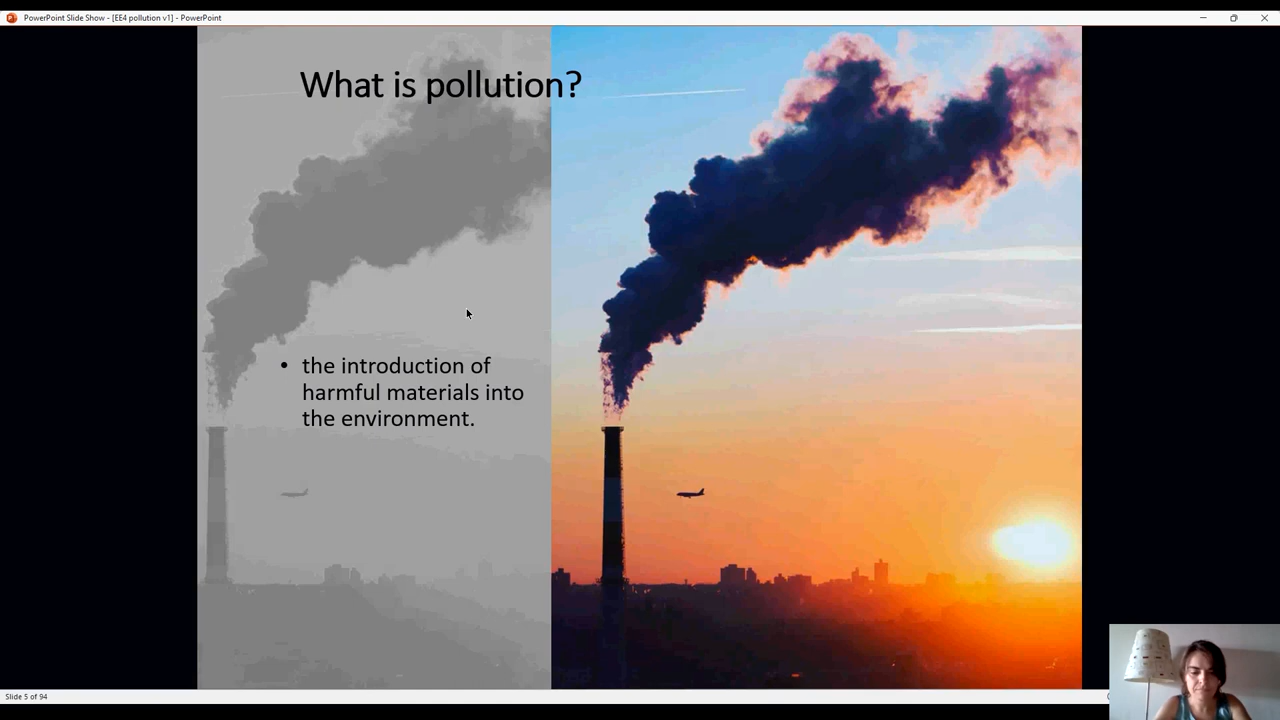 PowerPoint Slide Show - [EE4 pollution v1] - PowerPoint
What is pollution?
• the introduction of
harmful materials into
the environment.
Slide 5 of 94